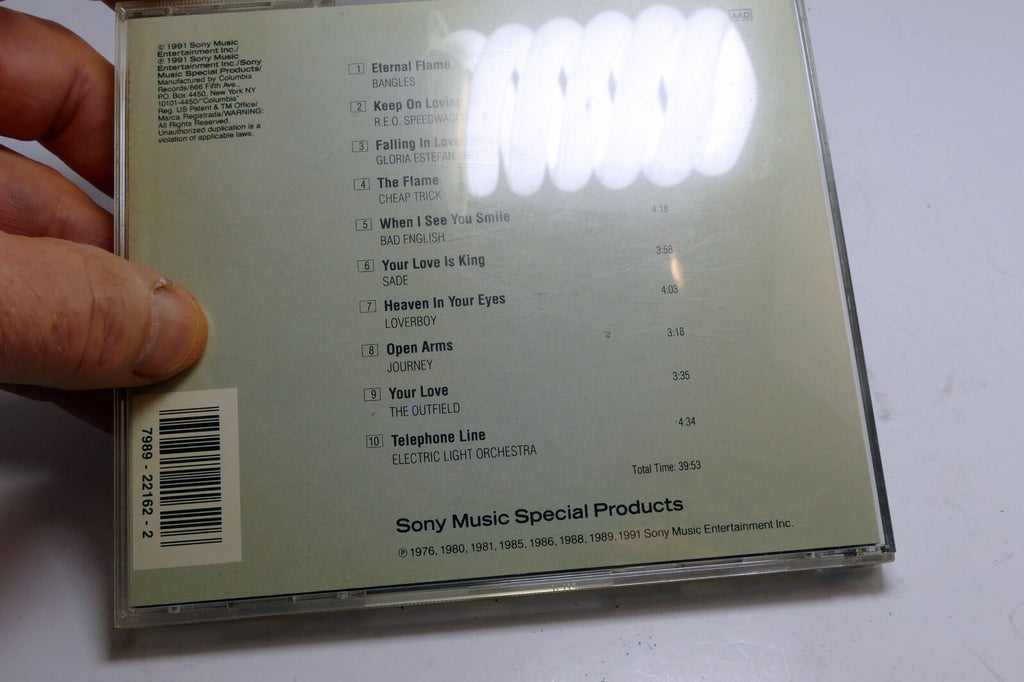 © 1991 Sony Music
Entertainment Inc./
℗ 1991 Sony Music
Entertainment Inc./Sony
Music Special Products/
Manufactured by Columbia
Records/666 Fifth Ave.,
P.O. Box 4450, New York NY
10101-4450/"Columbia"
Reg. US Patent & TM Office/
Marca Registrada/WARNING:
All Rights Reserved.
Unauthorized duplication is a
violation of applicable laws.
AAD
1 Eternal Flame
BANGLES
2 Keep On Loving
R.E.O. SPEEDWAGO
3 Falling In Love
GLORIA ESTEFAN
4 The Flame
CHEAP TRICK
5 When I See You Smile 4:18
BAD ENGLISH
6 Your Love Is King 3:58
SADE
7 Heaven In Your Eyes 4:03
LOVERBOY
8 Open Arms 3:18
JOURNEY
9 Your Love 3:35
THE OUTFIELD
10 Telephone Line 4:34
ELECTRIC LIGHT ORCHESTRA
Total Time: 39:53
7989 - 22162 - 2
Sony Music Special Products
℗ 1976, 1980, 1981, 1985, 1986, 1988, 1989, 1991 Sony Music Entertainment Inc.